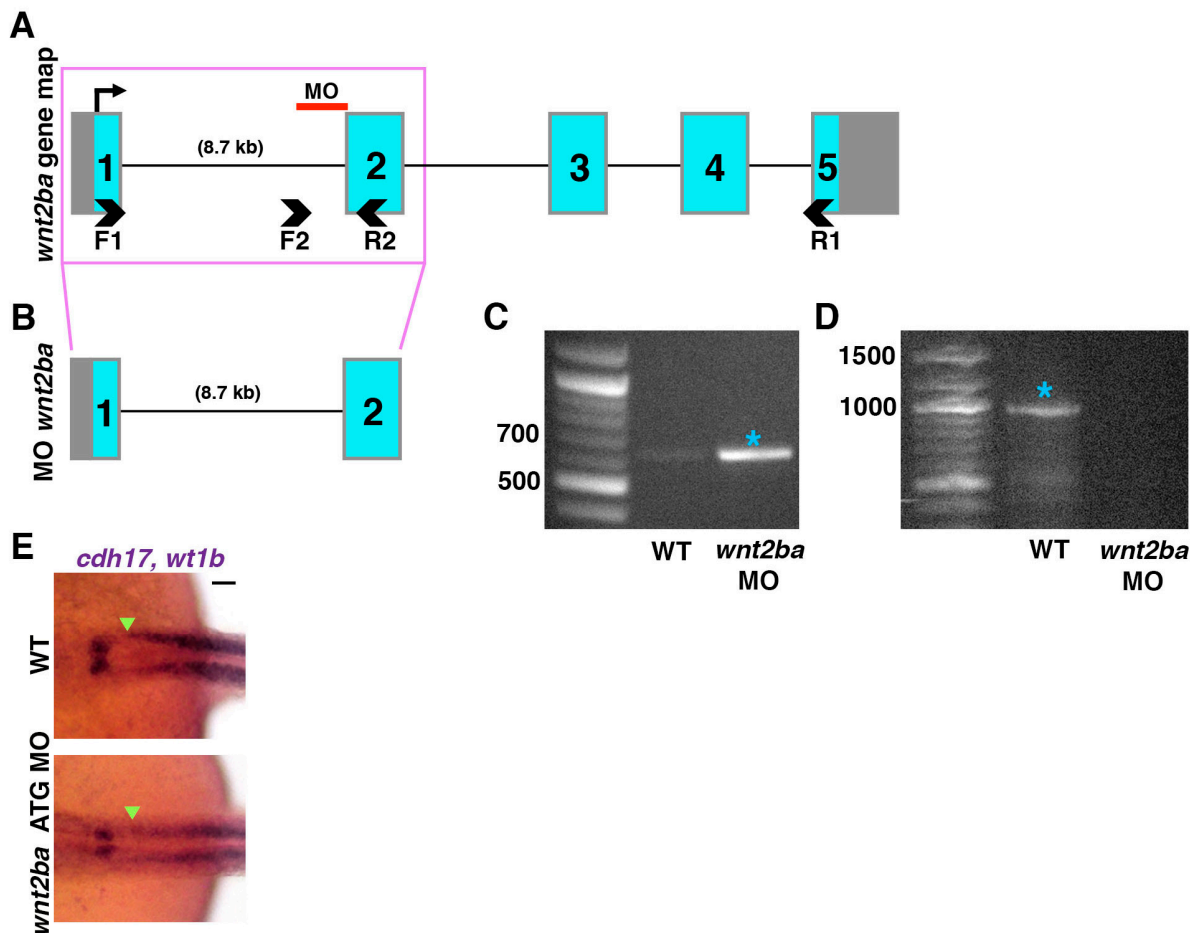 A
wnt2ba gene map
MO
(8.7 kb)
1
2
3
4
5
F1
F2
R2
R1
B
MO wnt2ba
(8.7 kb)
1
2
C
700
500
WT
wnt2ba
MO
*
D
1500
1000
WT
wnt2ba
MO
*
E
cdh17, wt1b
WT
wnt2ba ATG MO